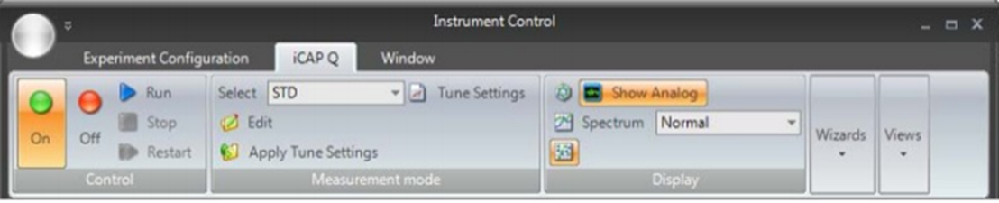 Instrument Control
Experiment Configuration iCAP Q Window
On Off Run Select STD Tune Settings Show Analog Wizards Views
Stop Edit Spectrum Normal
Restart Apply Tune Settings
Control Measurement mode Display